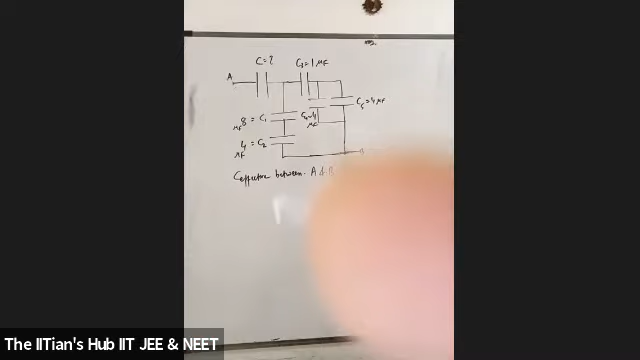 C=?
C3=1 μF
A
8 = C1
μF
C4=4
μF
C5=4 μF
4 = C2
μF
Ceffective between A & B
The IITian's Hub IIT JEE & NEET